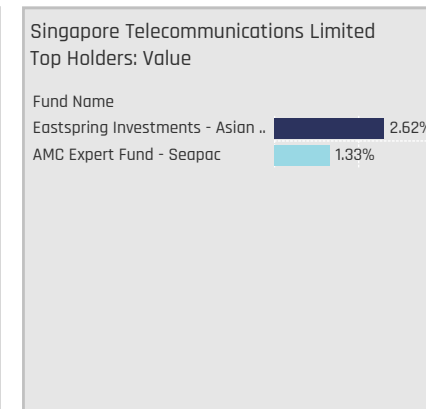 Singapore Telecommunications Limited
Top Holders: Value
Fund Name
Eastspring Investments - Asian .. 2.62%
AMC Expert Fund - Seapac 1.33%